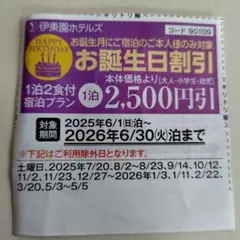 キリトリ
伊東園ホテルズ
コード 90109
HAPPY BIRTHDAY
お誕生月にご宿泊のご本人様のみ対象
お誕生日割引
本体価格より[大人・小学生・幼児]
1泊2食付 宿泊プラン
1泊 2,500円引
対象期間
2025年6/1(日)泊〜
2026年6/30(火)泊まで
※下記はご利用除外日となります。
土曜日、2025年7/20、8/2〜8/23、9/14、10/12、
11/2、11/23、12/27〜2026年1/3、1/11、2/22、
3/20、5/3〜5/5